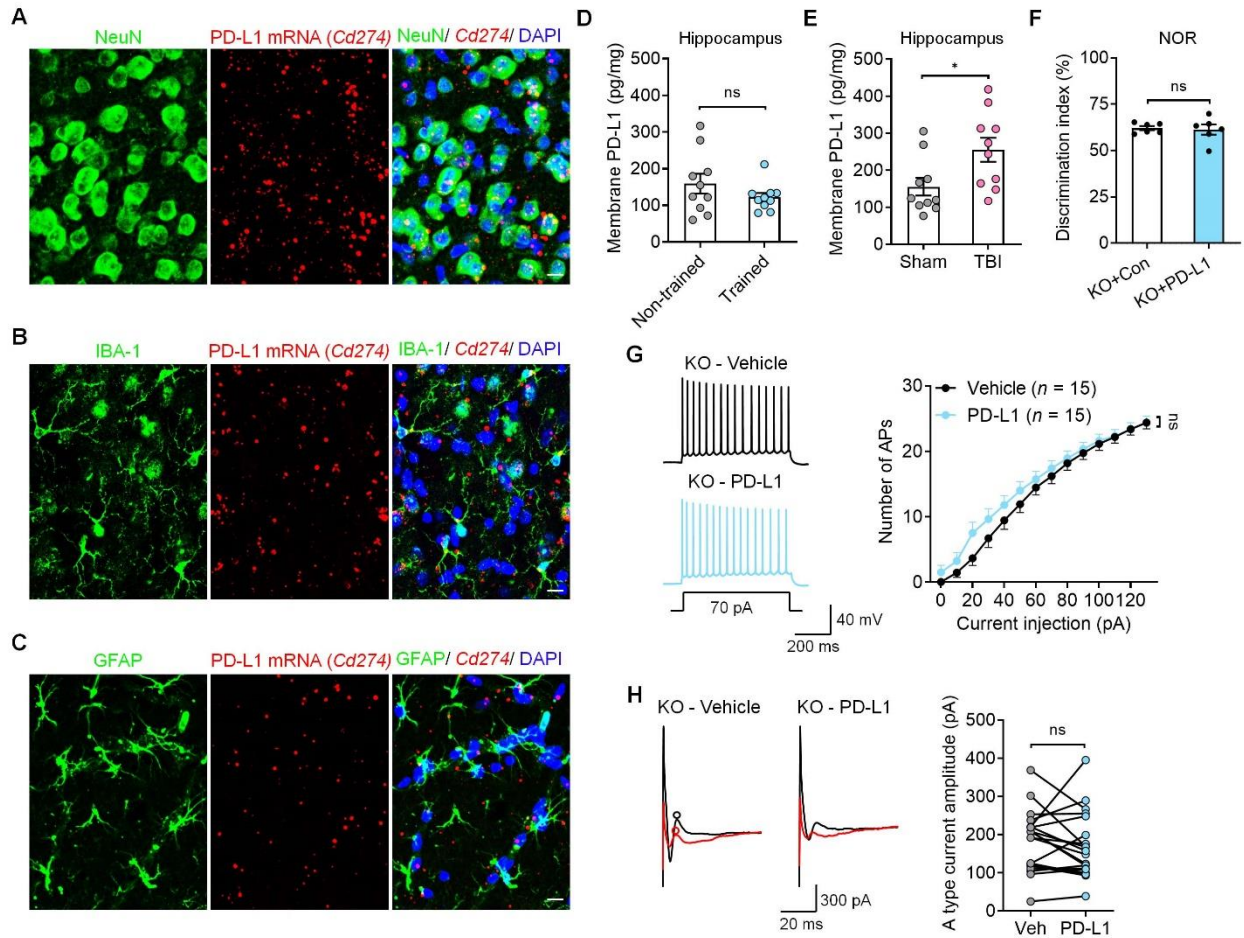 A
NeuN
PD-L1 mRNA (Cd274)
NeuN/ Cd274/ DAPI
B
IBA-1
PD-L1 mRNA (Cd274)
IBA-1/ Cd274/ DAPI
C
GFAP
PD-L1 mRNA (Cd274)
GFAP/ Cd274/ DAPI
D
Hippocampus
Membrane PD-L1 (pg/mg)
500
400
300
200
100
0
ns
Non-trained
Trained
E
Hippocampus
Membrane PD-L1 (pg/mg)
500
400
300
200
100
0
*
Sham
TBI
F
NOR
Discrimination index (%)
100
75
50
25
0
ns
KO+Con
KO+PD-L1
G
KO - Vehicle
KO - PD-L1
70 pA
40 mV
200 ms
Vehicle (n = 15)
PD-L1 (n = 15)
ns
Number of APs
30
20
10
0
0 20 40 60 80 100 120
Current injection (pA)
H
KO - Vehicle
KO - PD-L1
300 pA
20 ms
A type current amplitude (pA)
500
400
300
200
100
0
ns
Veh
PD-L1